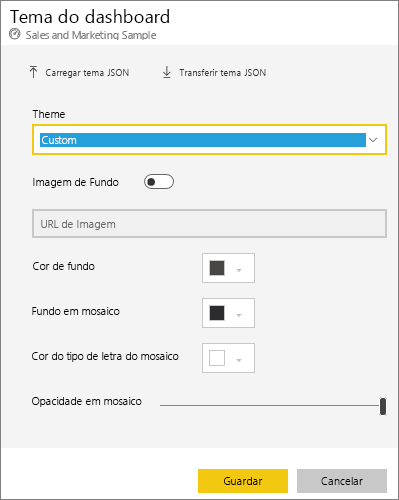 Tema do dashboard
Sales and Marketing Sample
Carregar tema JSON Transferir tema JSON
Theme
Custom
Imagem de Fundo
URL de Imagem
Cor de fundo
Fundo em mosaico
Cor do tipo de letra do mosaico
Opacidade em mosaico
Guardar Cancelar